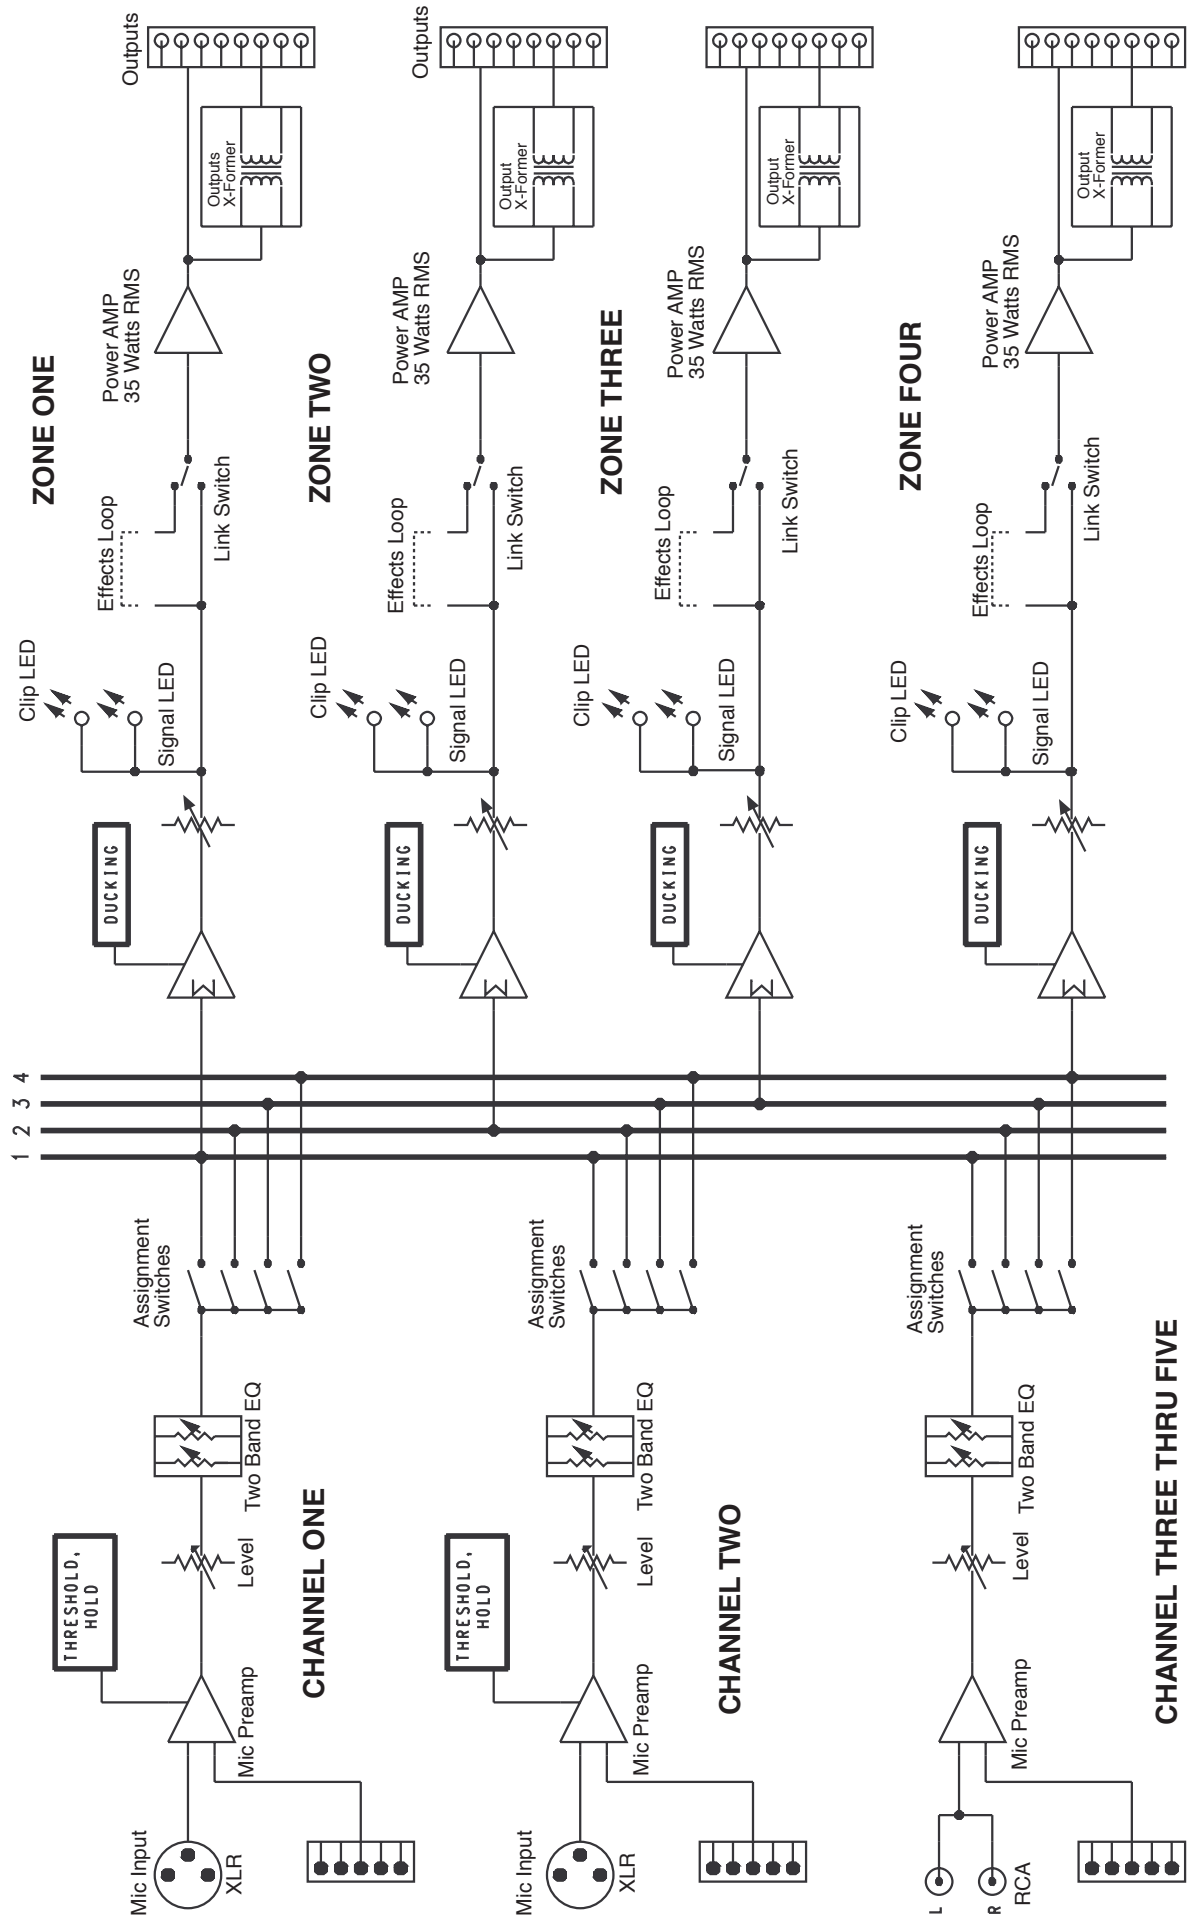 Mic Input
XLR
THRESHOLD,
HOLD
Mic Preamp
Level
Two Band EQ
Assignment
Switches
CHANNEL ONE
Mic Input
XLR
THRESHOLD,
HOLD
Mic Preamp
Level
Two Band EQ
Assignment
Switches
CHANNEL TWO
L
R
RCA
Mic Preamp
Level
Two Band EQ
Assignment
Switches
CHANNEL THREE THRU FIVE
1
2
3
4
ZONE ONE
DUCKING
Clip LED
Signal LED
Effects Loop
Link Switch
Power AMP
35 Watts RMS
Outputs
X-Former
Outputs
ZONE TWO
DUCKING
Clip LED
Signal LED
Effects Loop
Link Switch
Power AMP
35 Watts RMS
Output
X-Former
Outputs
ZONE THREE
DUCKING
Clip LED
Signal LED
Effects Loop
Link Switch
Power AMP
35 Watts RMS
Output
X-Former
ZONE FOUR
DUCKING
Clip LED
Signal LED
Effects Loop
Link Switch
Power AMP
35 Watts RMS
Output
X-Former